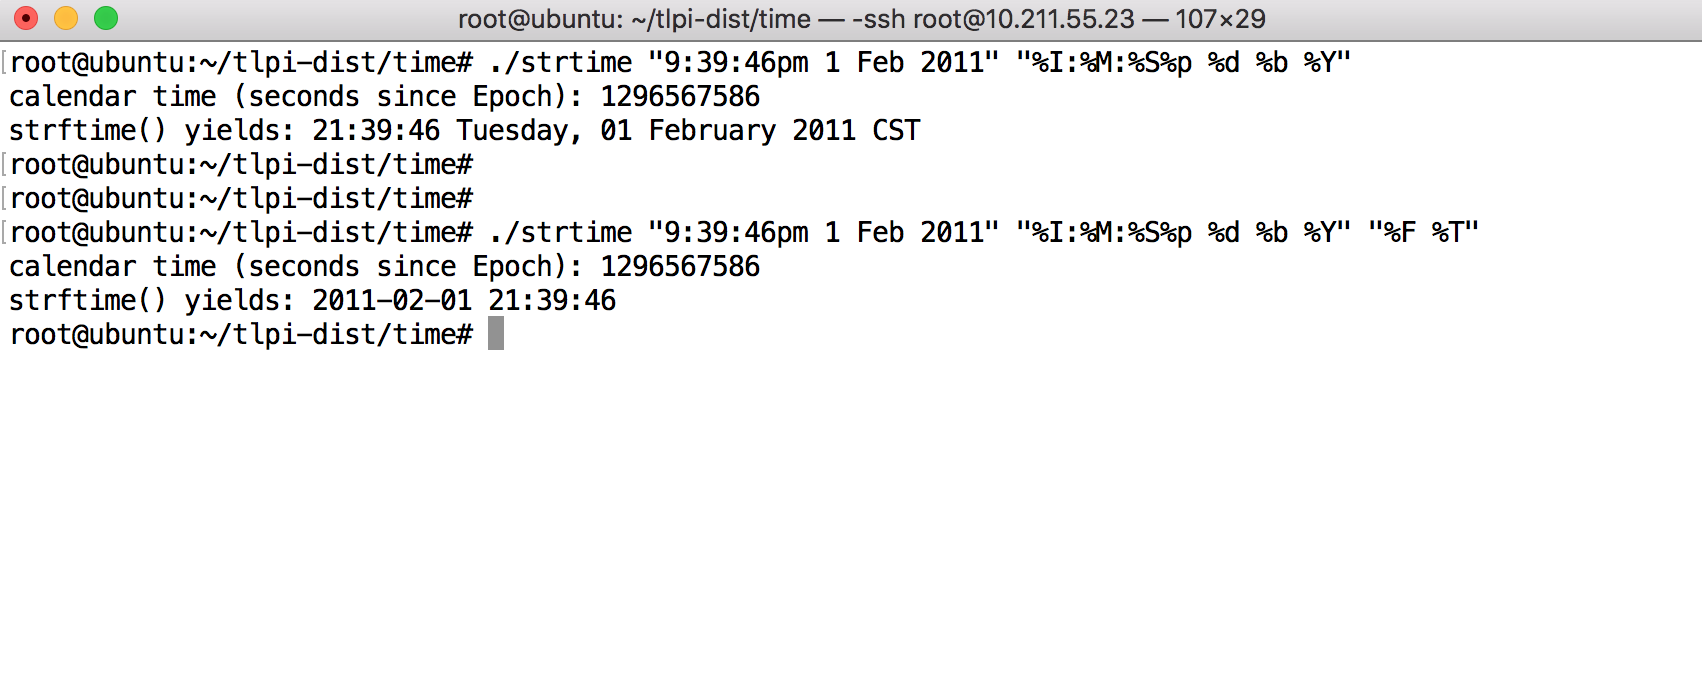 root@ubuntu: ~/tlpi-dist/time — -ssh root@10.211.55.23 — 107×29
[root@ubuntu:~/tlpi-dist/time# ./strtime "9:39:46pm 1 Feb 2011" "%I:%M:%S%p %d %b %Y"
calendar time (seconds since Epoch): 1296567586
strftime() yields: 21:39:46 Tuesday, 01 February 2011 CST
[root@ubuntu:~/tlpi-dist/time#
[root@ubuntu:~/tlpi-dist/time#
[root@ubuntu:~/tlpi-dist/time# ./strtime "9:39:46pm 1 Feb 2011" "%I:%M:%S%p %d %b %Y" "%F %T"
calendar time (seconds since Epoch): 1296567586
strftime() yields: 2011-02-01 21:39:46
root@ubuntu:~/tlpi-dist/time#